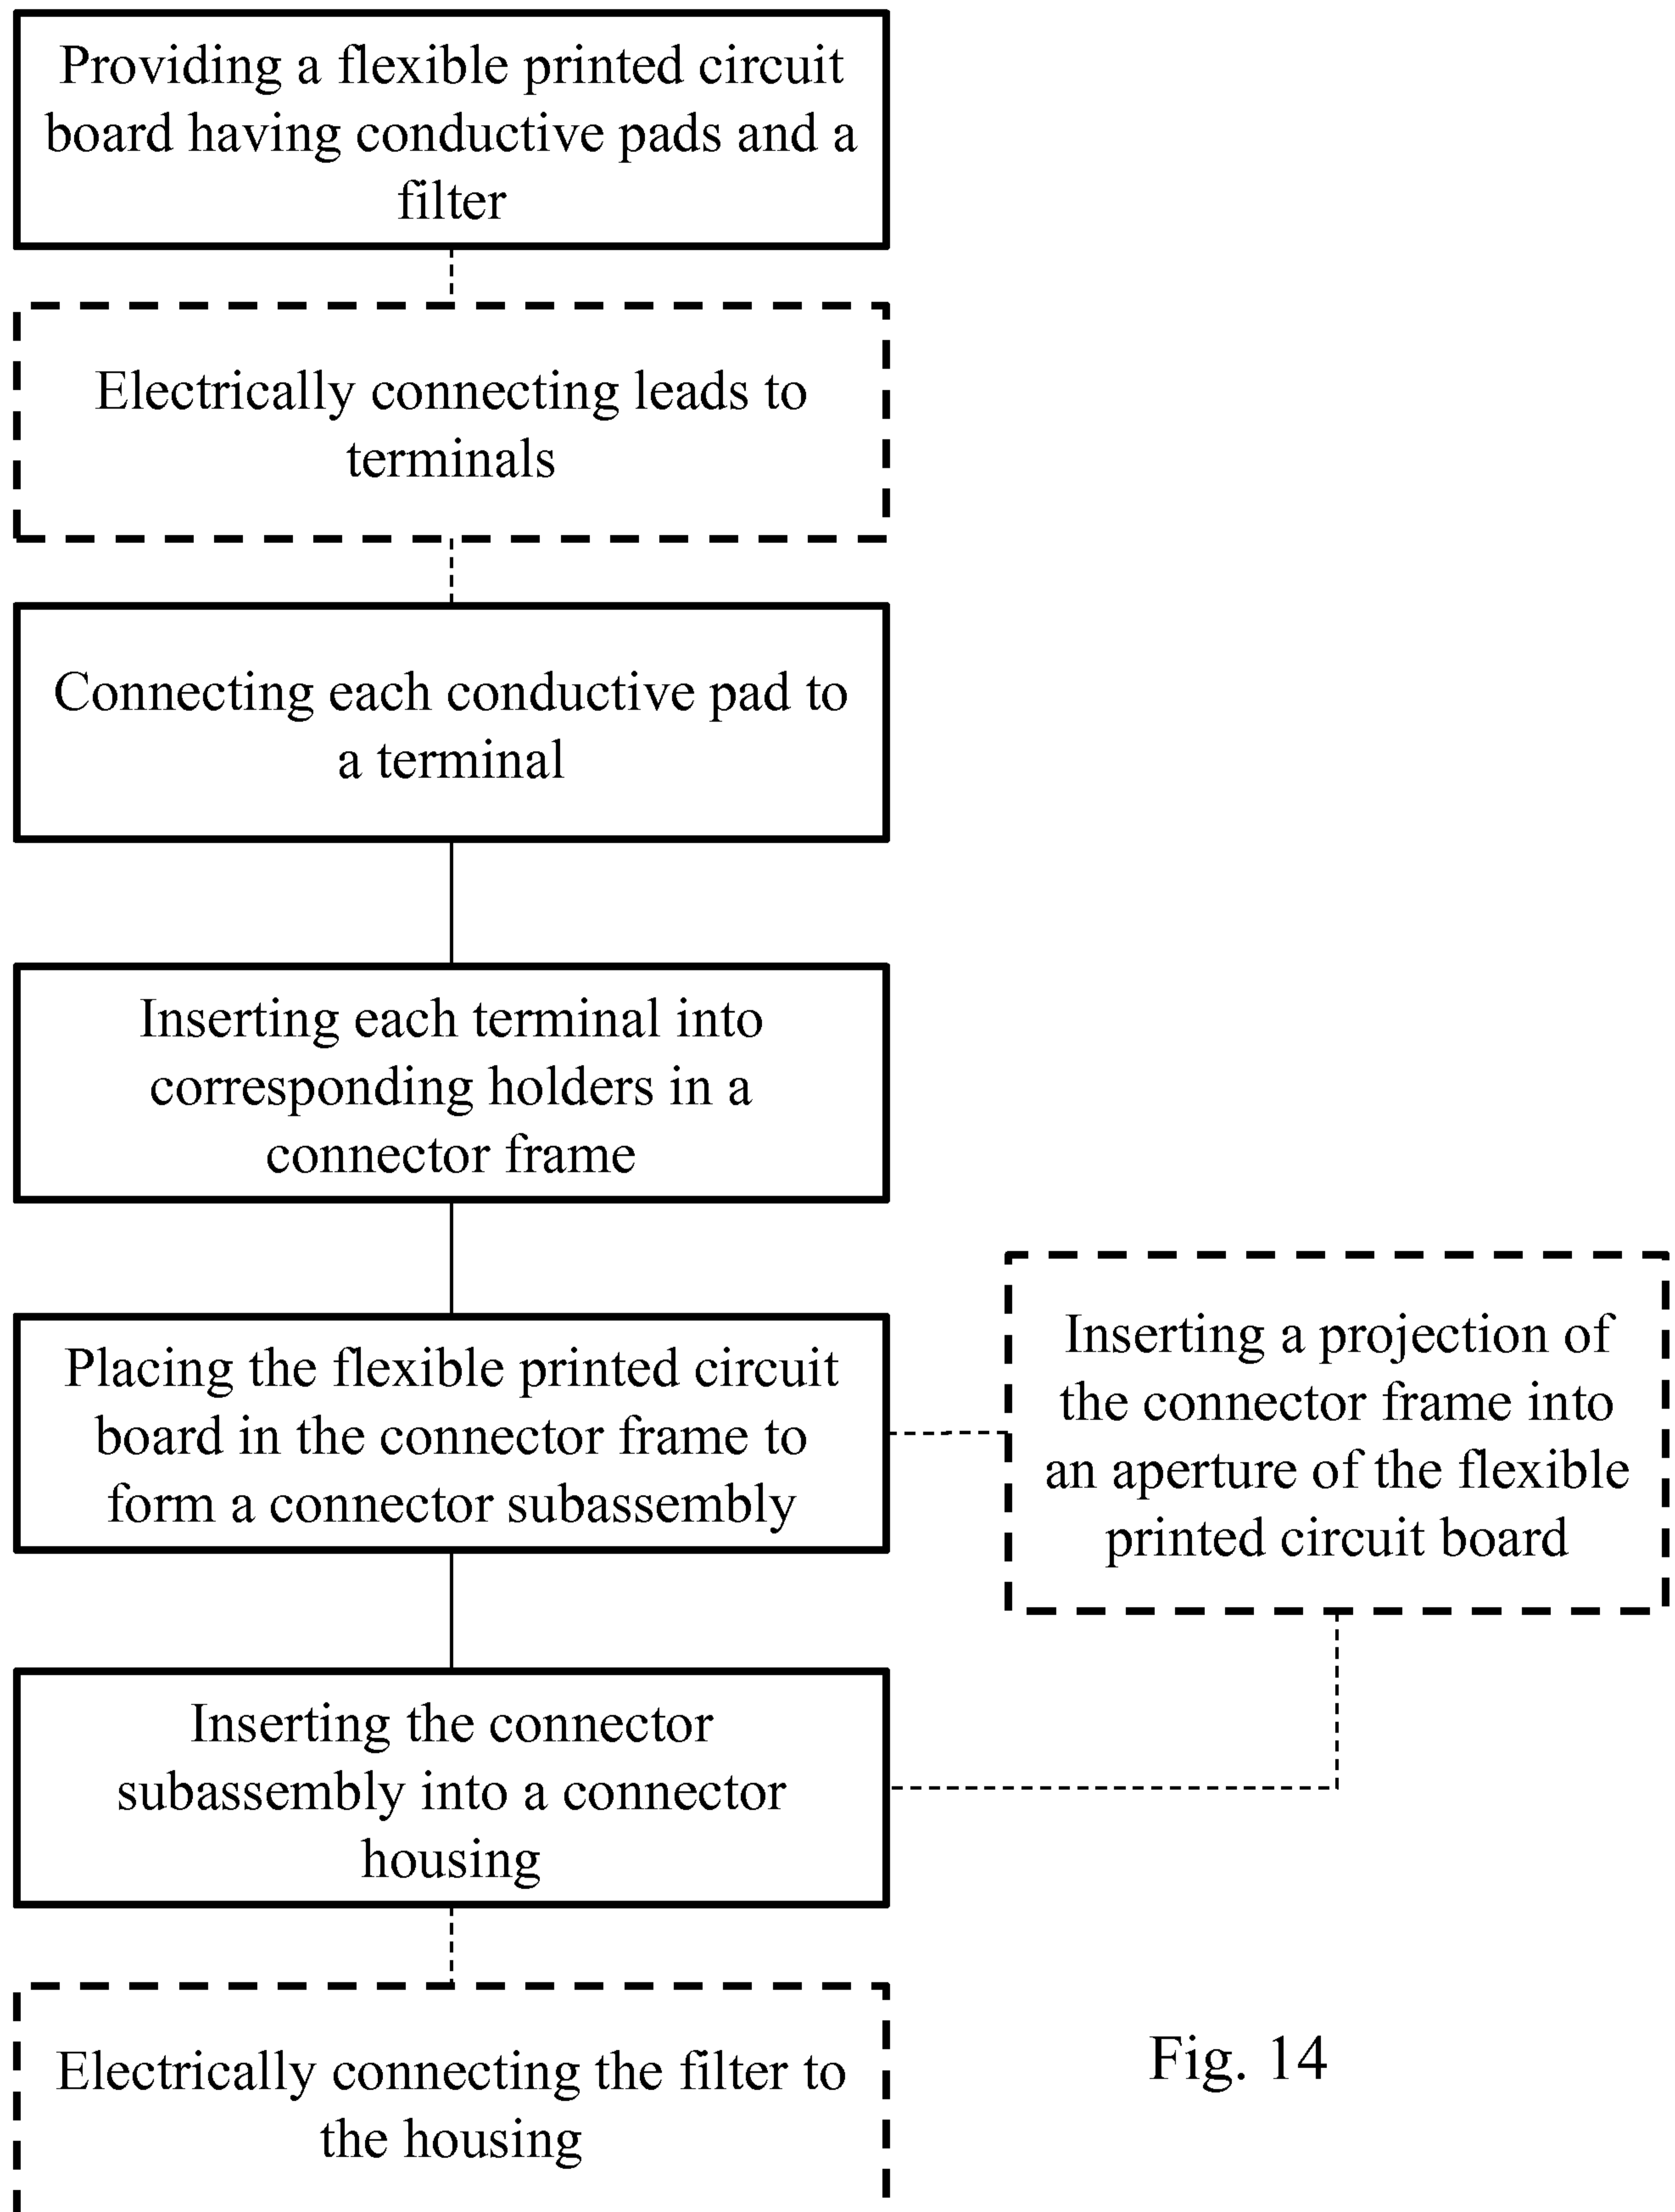 Providing a flexible printed circuit
board having conductive pads and a
filter
Electrically connecting leads to
terminals
Connecting each conductive pad to
a terminal
Inserting each terminal into
corresponding holders in a
connector frame
Placing the flexible printed circuit
board in the connector frame to
form a connector subassembly
Inserting a projection of
the connector frame into
an aperture of the flexible
printed circuit board
Inserting the connector
subassembly into a connector
housing
Electrically connecting the filter to
the housing
Fig. 14